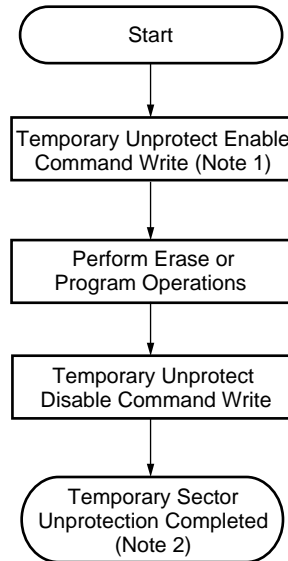 Start
Temporary Unprotect Enable
Command Write (Note 1)
Perform Erase or
Program Operations
Temporary Unprotect
Disable Command Write
Temporary Sector
Unprotection Completed
(Note 2)